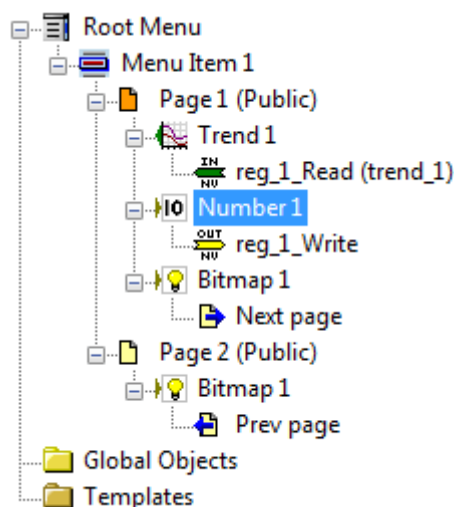 Root Menu
Menu Item 1
Page 1 (Public)
Trend 1
IN
NV
reg_1_Read (trend_1)
IO Number 1
OUT
NV
reg_1_Write
Bitmap 1
Next page
Page 2 (Public)
Bitmap 1
Prev page
Global Objects
Templates